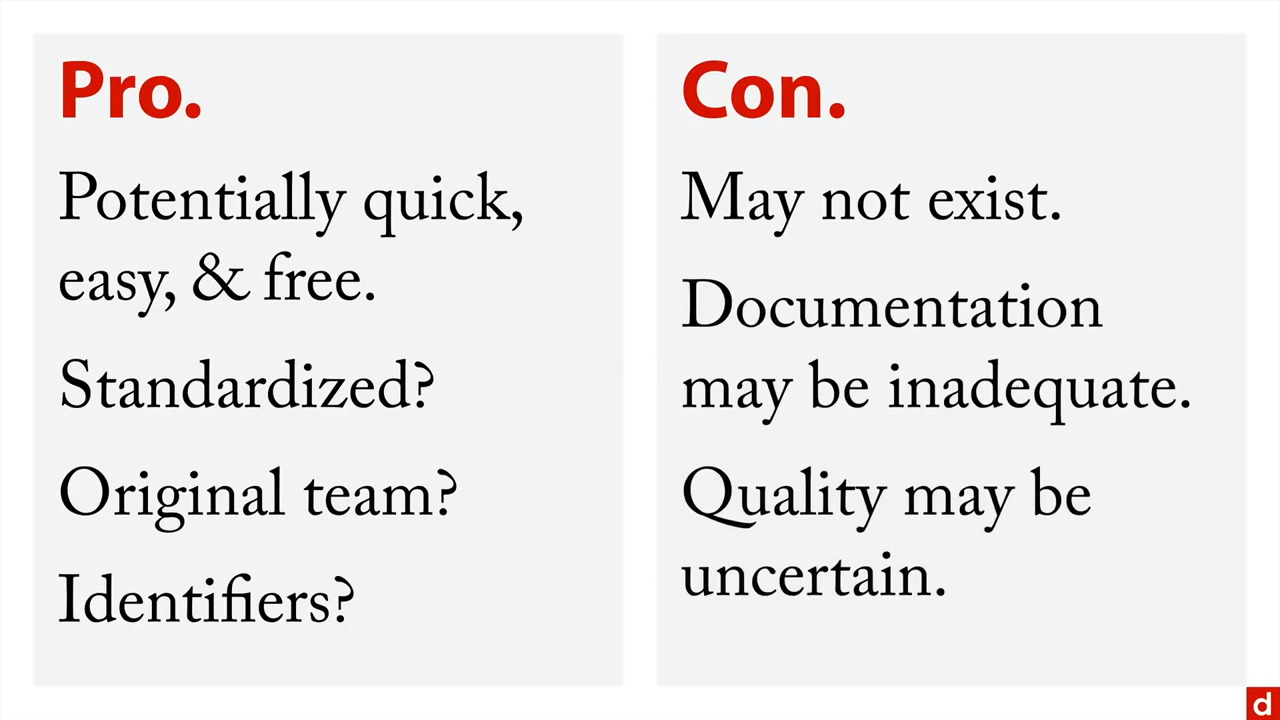 Pro.
Potentially quick,
easy, & free.
Standardized?
Original team?
Identifiers?
Con.
May not exist.
Documentation
may be inadequate.
Quality may be
uncertain.
d